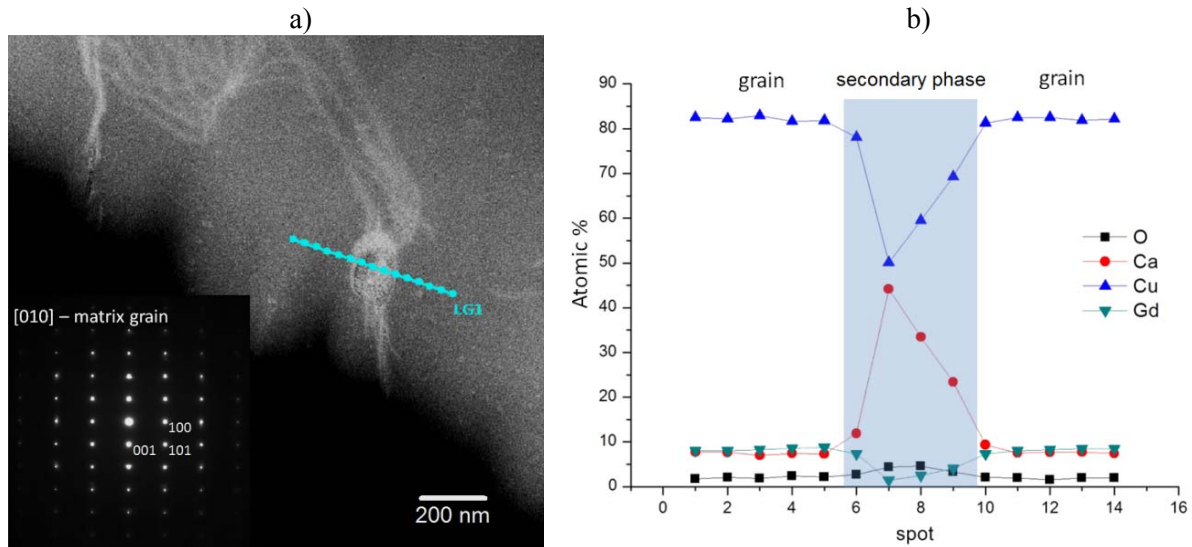 a)
b)
LG1
[010] – matrix grain
100
001
101
200 nm
grain
secondary phase
grain
Atomic %
90
80
70
60
50
40
30
20
10
0
O
Ca
Cu
Gd
0 2 4 6 8 10 12 14 16
spot